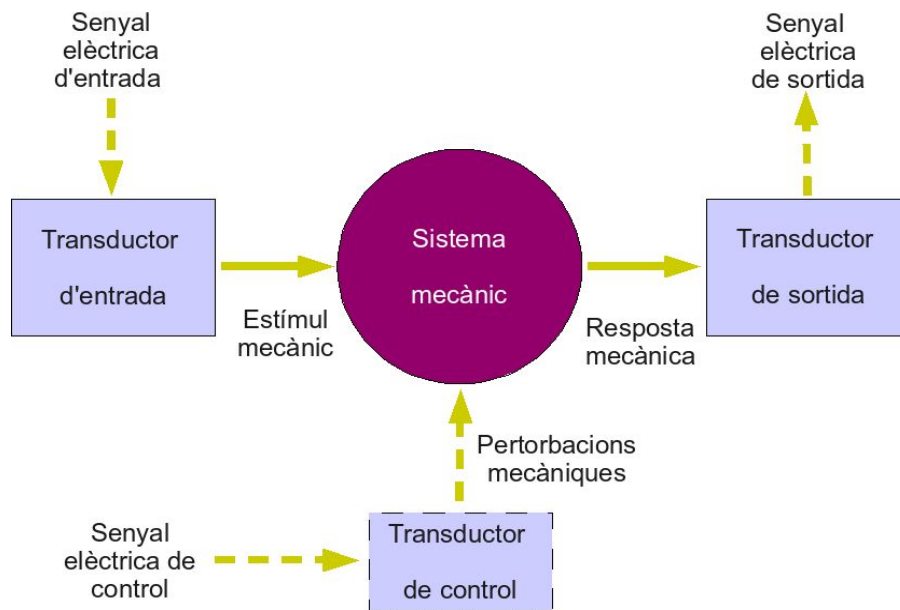 Senyal
elèctrica
d'entrada
Senyal
elèctrica
de sortida
Transductor
d'entrada
Sistema
mecànic
Transductor
de sortida
Estímul
mecànic
Resposta
mecànica
Pertorbacions
mecàniques
Senyal
elèctrica de
control
Transductor
de control